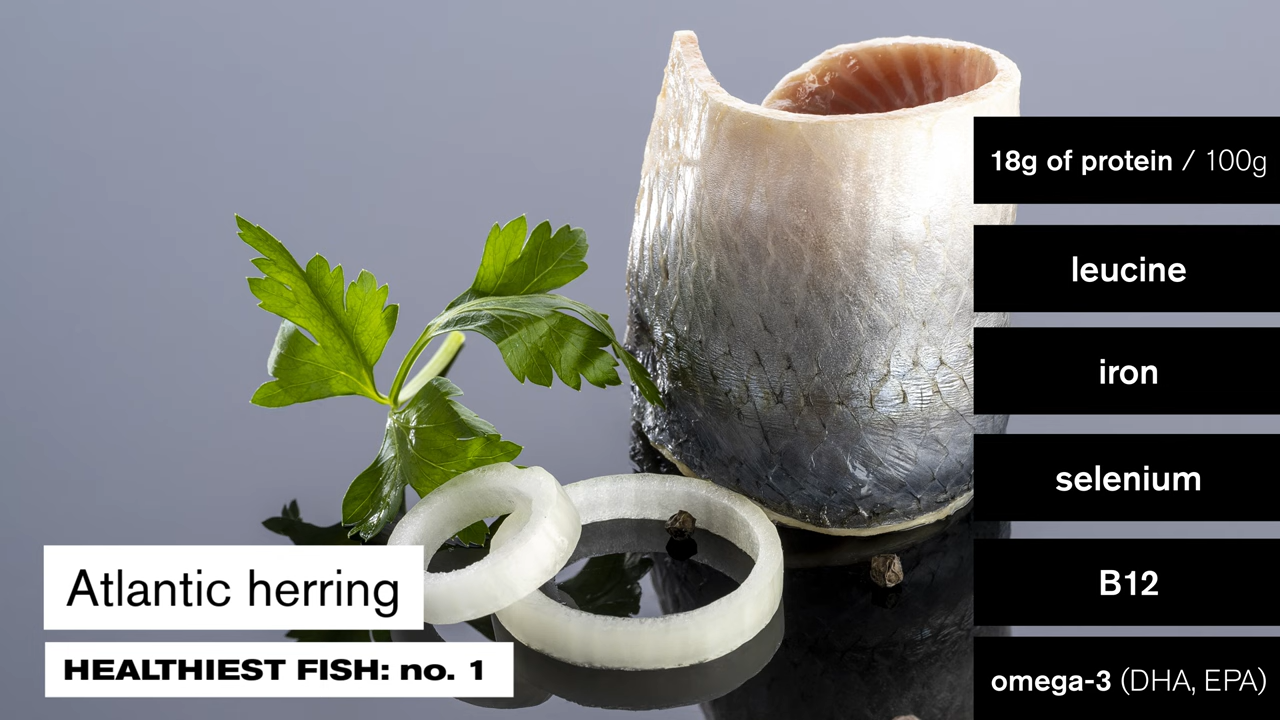 18g of protein / 100g
leucine
iron
selenium
B12
omega-3 (DHA, EPA)
Atlantic herring
HEALTHIEST FISH: no. 1